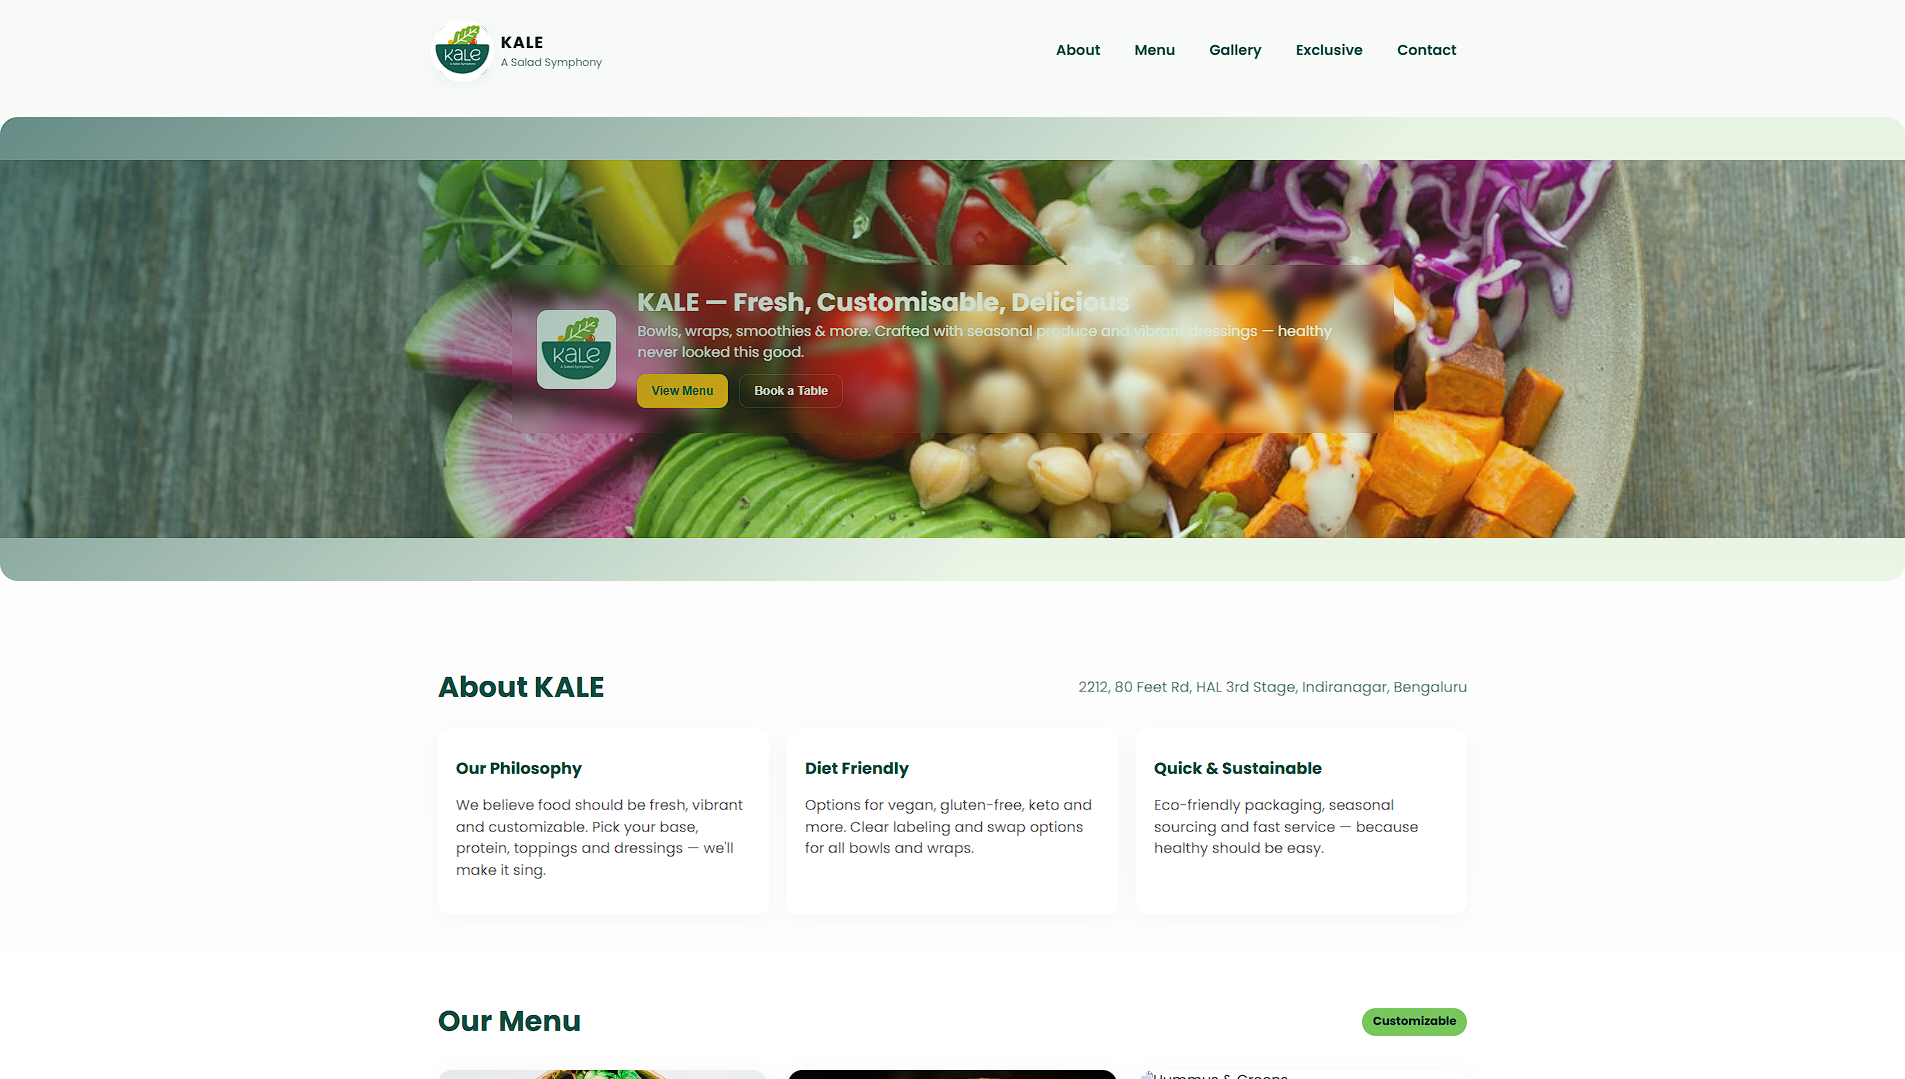 kale
KALE
A Salad Symphony
About
Menu
Gallery
Exclusive
Contact
kale
A Salad Symphony
KALE — Fresh, Customisable, Delicious
Bowls, wraps, smoothies & more. Crafted with seasonal produce and vibrant dressings — healthy
never looked this good.
View Menu
Book a Table
About KALE
2212, 80 Feet Rd, HAL 3rd Stage, Indiranagar, Bengaluru
Our Philosophy
We believe food should be fresh, vibrant
and customizable. Pick your base,
protein, toppings and dressings — we'll
make it sing.
Diet Friendly
Options for vegan, gluten-free, keto and
more. Clear labeling and swap options
for all bowls and wraps.
Quick & Sustainable
Eco-friendly packaging, seasonal
sourcing and fast service — because
healthy should be easy.
Our Menu
Customizable
Hummus & Greens